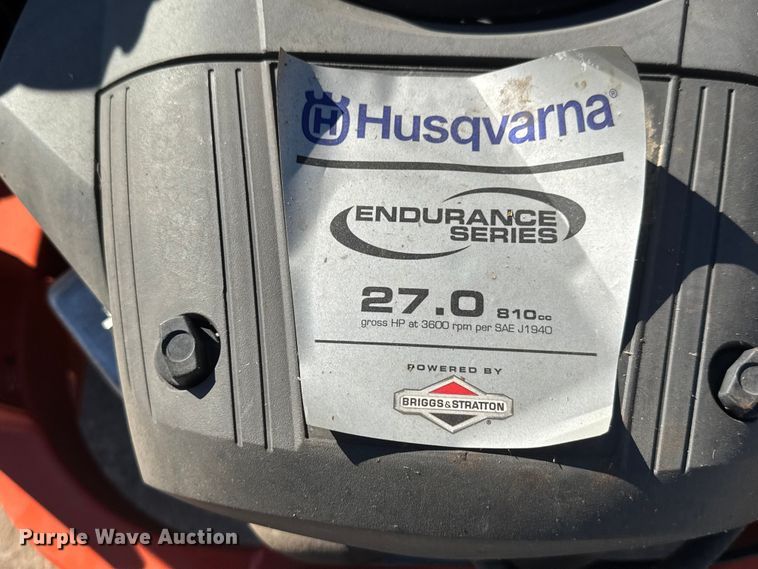 H Husqvarna®
ENDURANCE
SERIES
27.0 810cc
gross HP at 3600 rpm per SAE J1940
POWERED BY
BRIGGS & STRATTON®
Purple Wave Auction